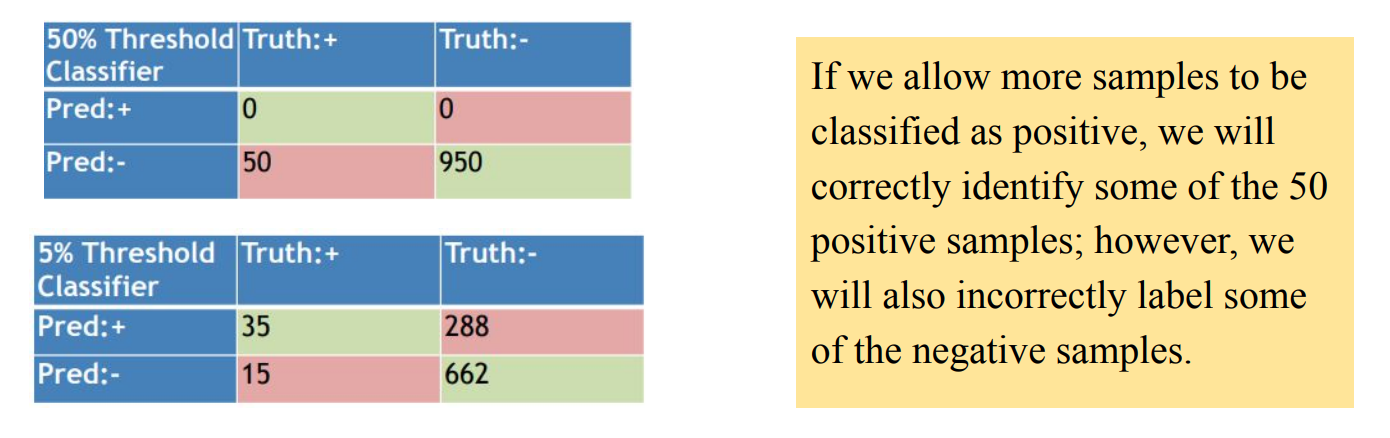 50% Threshold Classifier Truth:+ Truth:-
Pred:+ 0 0
Pred:- 50 950
5% Threshold Classifier Truth:+ Truth:-
Pred:+ 35 288
Pred:- 15 662
If we allow more samples to be
classified as positive, we will
correctly identify some of the 50
positive samples; however, we
will also incorrectly label some
of the negative samples.